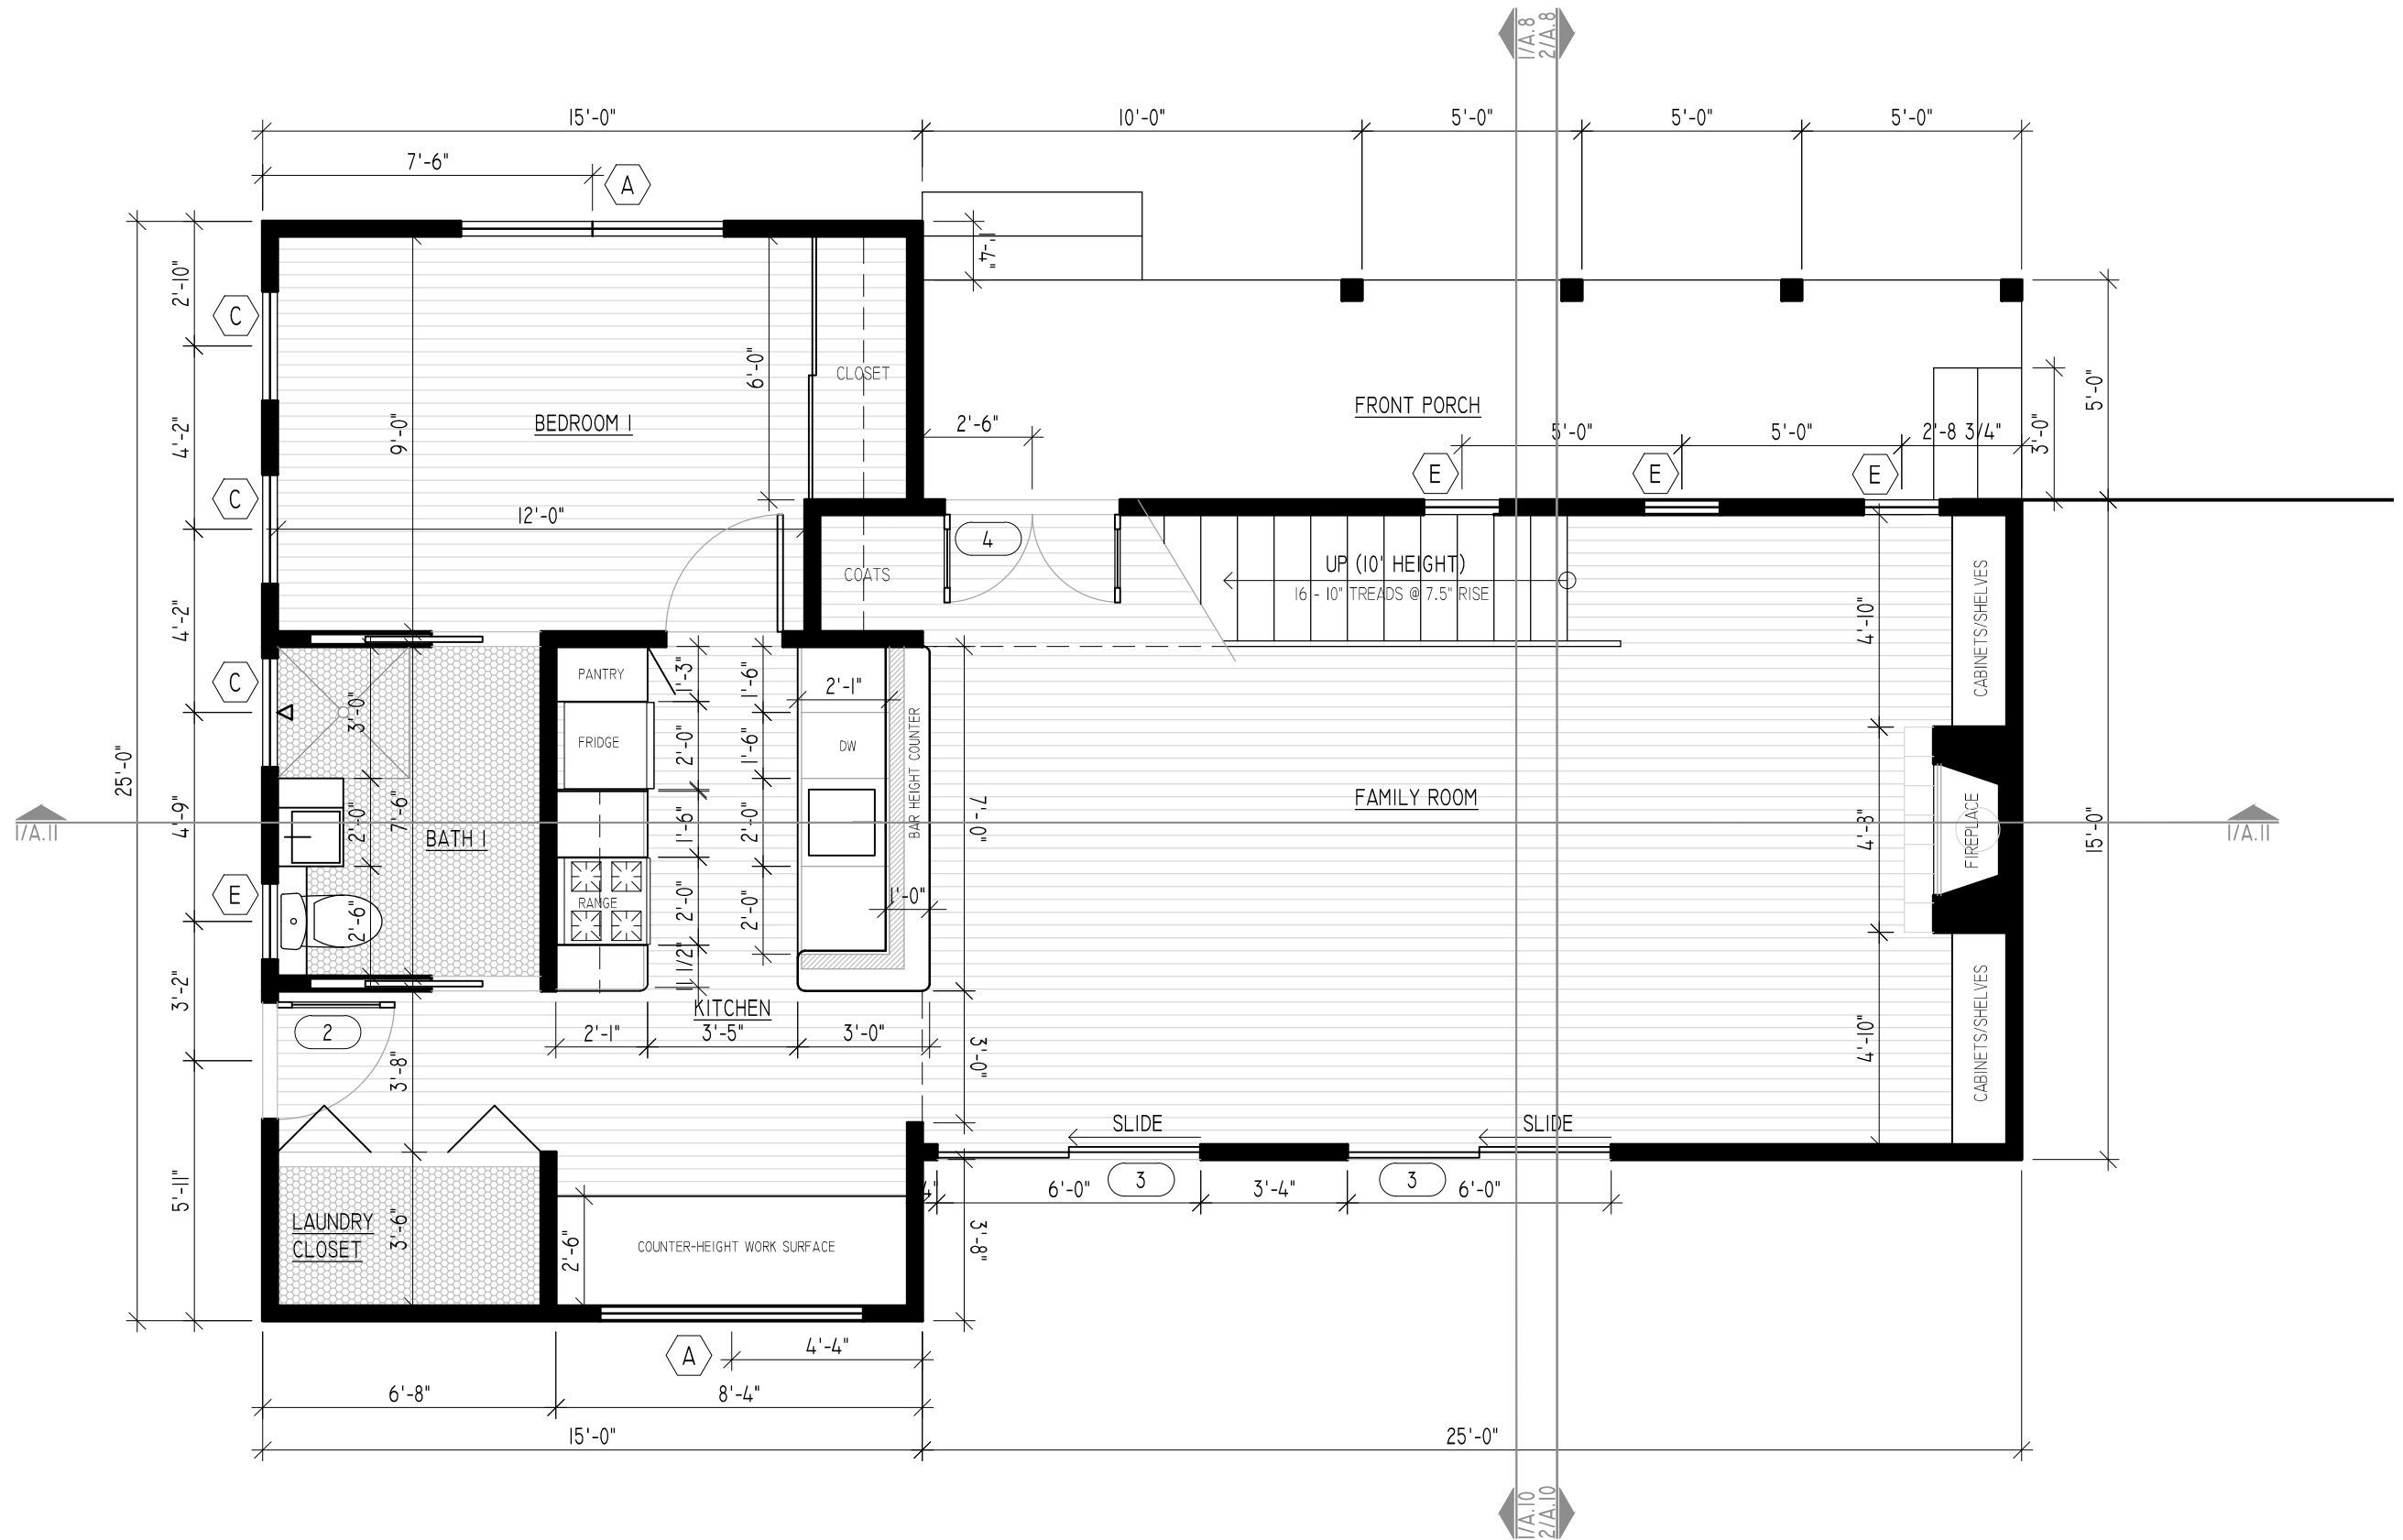 1/A.8
2/A.8
15'-0"
10'-0"
5'-0"
5'-0"
5'-0"
7'-6"
A
1'-4"
2'-10"
C
CLOSET
6'-0"
9'-0"
BEDROOM 1
4'-2"
C
2'-6"
FRONT PORCH
5'-0"
5'-0"
2'-8 3/4"
3'-0"
5'-0"
E
E
E
12'-0"
4
COATS
UP (10' HEIGHT)
16 - 10" TREADS @ 7.5" RISE
CABINETS/SHELVES
4'-10"
4'-2"
C
3'-0"
PANTRY
1'-3"
1'-6"
2'-1"
FRIDGE
2'-0"
1'-6"
DW
BAR HEIGHT COUNTER
25'-0"
4'-9"
1/A.11
2'-0"
7'-6"
BATH 1
1'-6"
2'-0"
7'-0"
FAMILY ROOM
4'-8"
FIREPLACE
15'-0"
1/A.11
E
2'-6"
RANGE
2'-0"
2'-0"
1'-0"
11 1/2"
3'-2"
KITCHEN
2
2'-1"
3'-5"
3'-0"
3'-8"
3'-0"
4'-10"
CABINETS/SHELVES
SLIDE
SLIDE
3
3
4"
6'-0"
3'-4"
6'-0"
5'-11"
LAUNDRY
CLOSET
3'-6"
2'-6"
COUNTER-HEIGHT WORK SURFACE
3'-8"
A
4'-4"
6'-8"
8'-4"
15'-0"
25'-0"
1/A.10
2/A.10